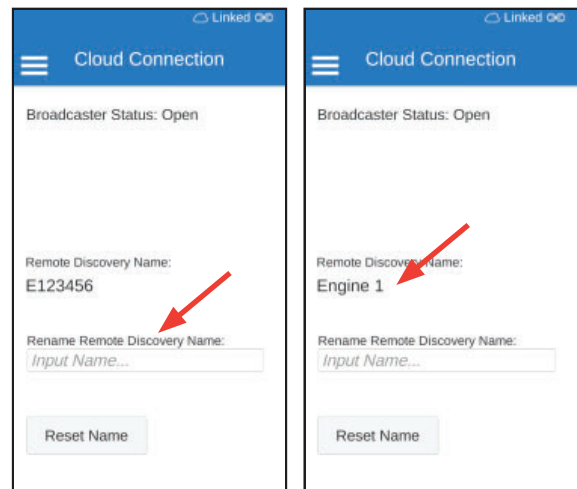 Linked
Cloud Connection
Broadcaster Status: Open
Remote Discovery Name:
E123456
Rename Remote Discovery Name:
Input Name...
Reset Name
Linked
Cloud Connection
Broadcaster Status: Open
Remote Discovery Name:
Engine 1
Rename Remote Discovery Name:
Input Name...
Reset Name